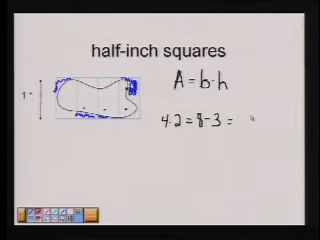 half-inch squares
A = b·h
1"
4·2 = 8-3 =